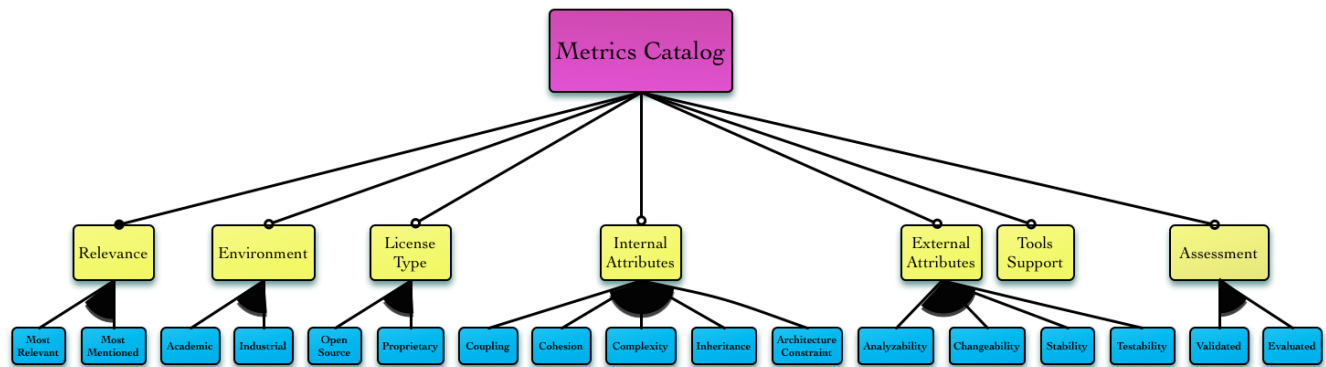 Metrics Catalog
Relevance
Environment
License
Type
Internal
Attributes
External
Attributes
Tools
Support
Assessment
Most
Relevant
Most
Mentioned
Academic
Industrial
Open
Source
Proprietary
Coupling
Cohesion
Complexity
Inheritance
Architecture
Constraint
Analyzability
Changeability
Stability
Testability
Validated
Evaluated